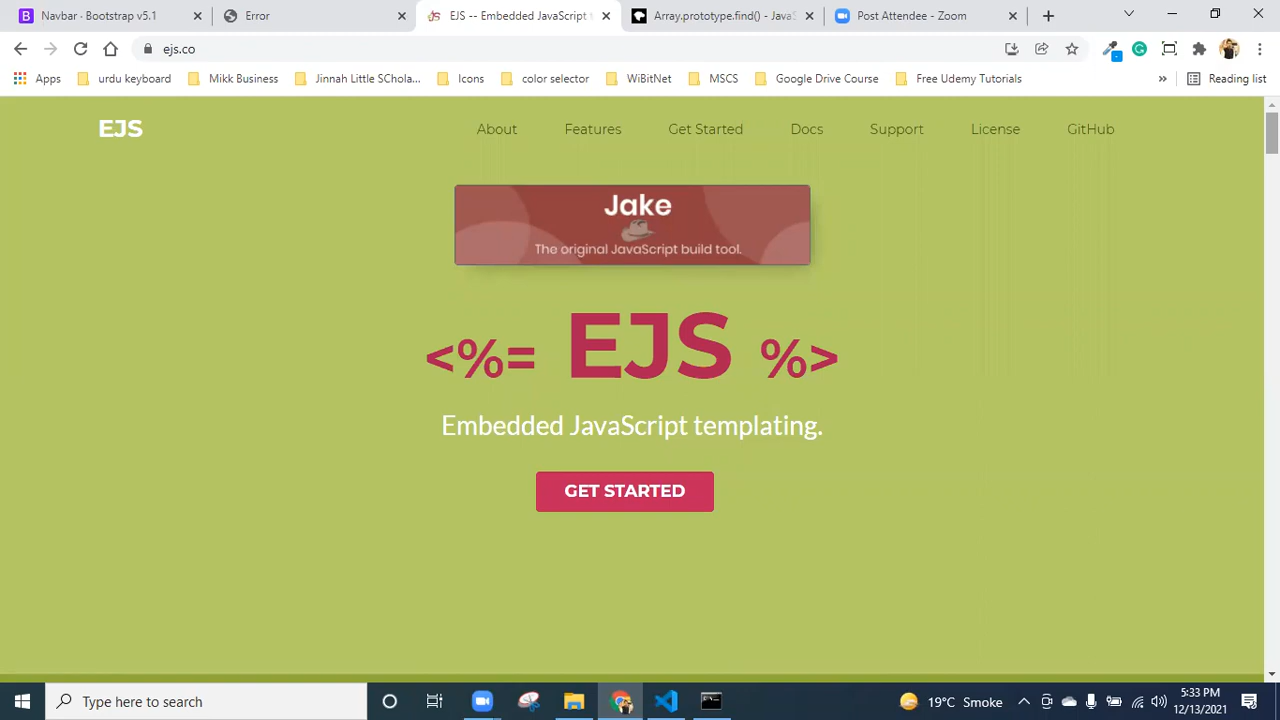 Navbar · Bootstrap v5.1
Error
EJS -- Embedded JavaScript t
Array.prototype.find() - JavaS
Post Attendee - Zoom
ejs.co
Apps
urdu keyboard
Mikk Business
Jinnah Little SChola...
Icons
color selector
WiBitNet
MSCS
Google Drive Course
Free Udemy Tutorials
»
Reading list
EJS
About
Features
Get Started
Docs
Support
License
GitHub
Jake
The original JavaScript build tool.
<%= EJS %>
Embedded JavaScript templating.
GET STARTED
Type here to search
19°C Smoke
5:33 PM
12/13/2021